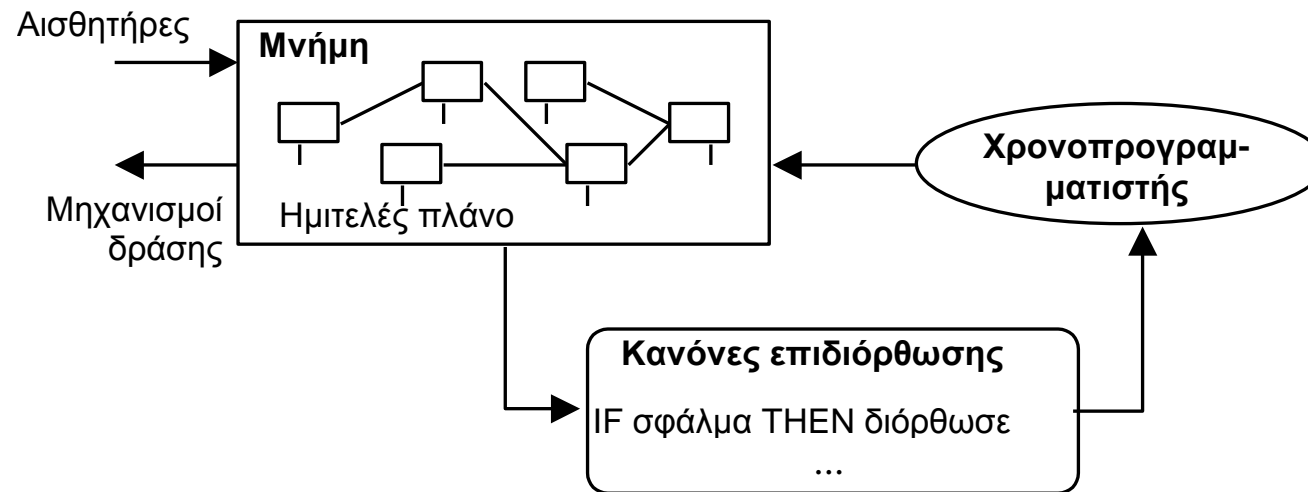 Αισθητήρες
Μνήμη
Ημιτελές πλάνο
Μηχανισμοί
δράσης
Χρονοπρογραμ-
ματιστής
Κανόνες επιδιόρθωσης
IF σφάλμα THEN διόρθωσε
...